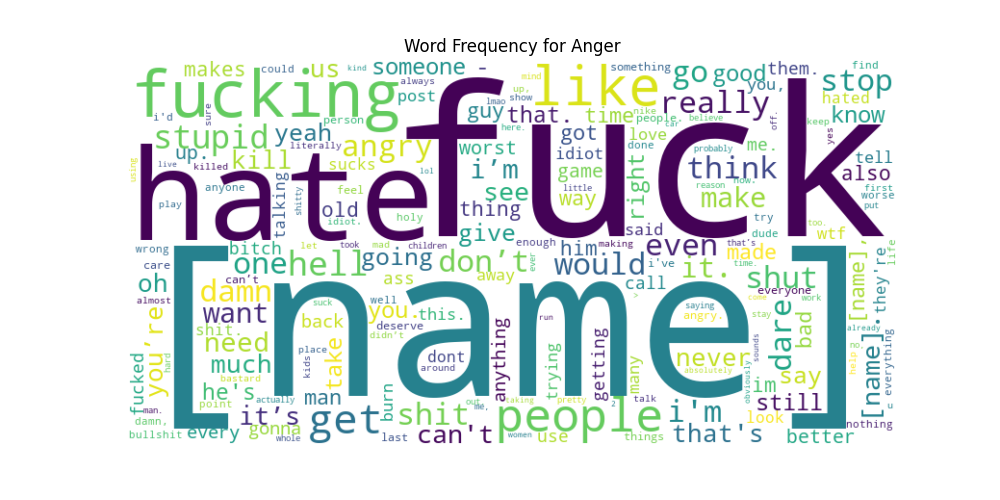 Word Frequency for Anger
makes could us someone - something go good them. find
kind always mind stop
fucking post lmao up. show like really you, hated
i'd sure person guy that. time nike people. believe off. keep know
stupid yeah literally got love car here. done me. yes
up. kill angry worst idiot right think probably tell
using live killed sucks lol i'm game little reason now. also
hate fuck
anyone shitty feel see way make first worse
play talking old holy thing said try put
idiot. give too. dude wtf
wrong bitch let took mad children enough him. making even that's made life
care hell going don't ever would i've it. time. shut everyone they're
oh one can't ass away call > come work
almost damn suck well you. this. saying angry. dare bad [name],
[name]
want back didn't deserve anything run stay already
you're shit. place dont getting never sounds
need take around trying many absolutely no, everything
hard much kids help
bastard he's actually man burn out me, taking pretty 2 talk im say
fucked point obviously still [name].
man. it's get shit people i'm look u
damn, gonna nothing
bullshit every whole last can't women use things that's better